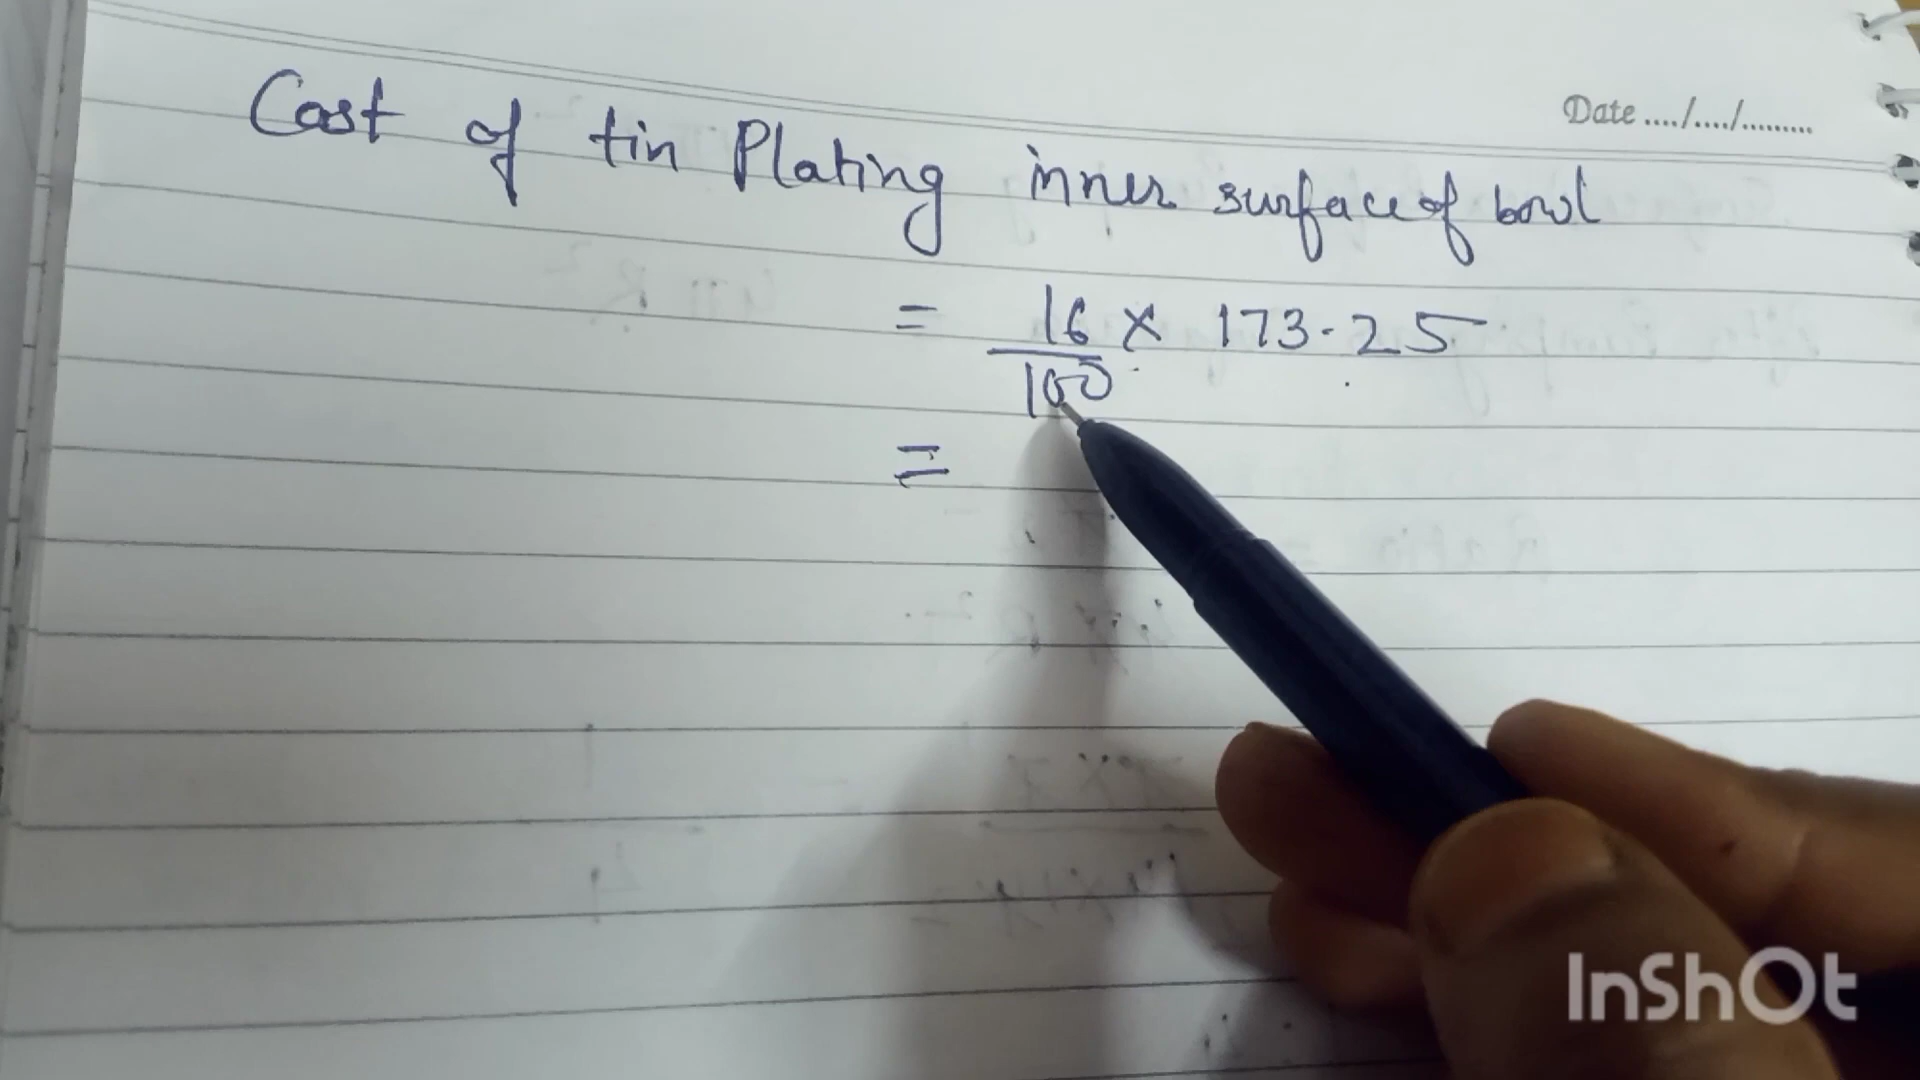 Date ..../..../.........
Cost of tin Plating inner surface of bowl
= 16 × 173.25
100
=
InShOt